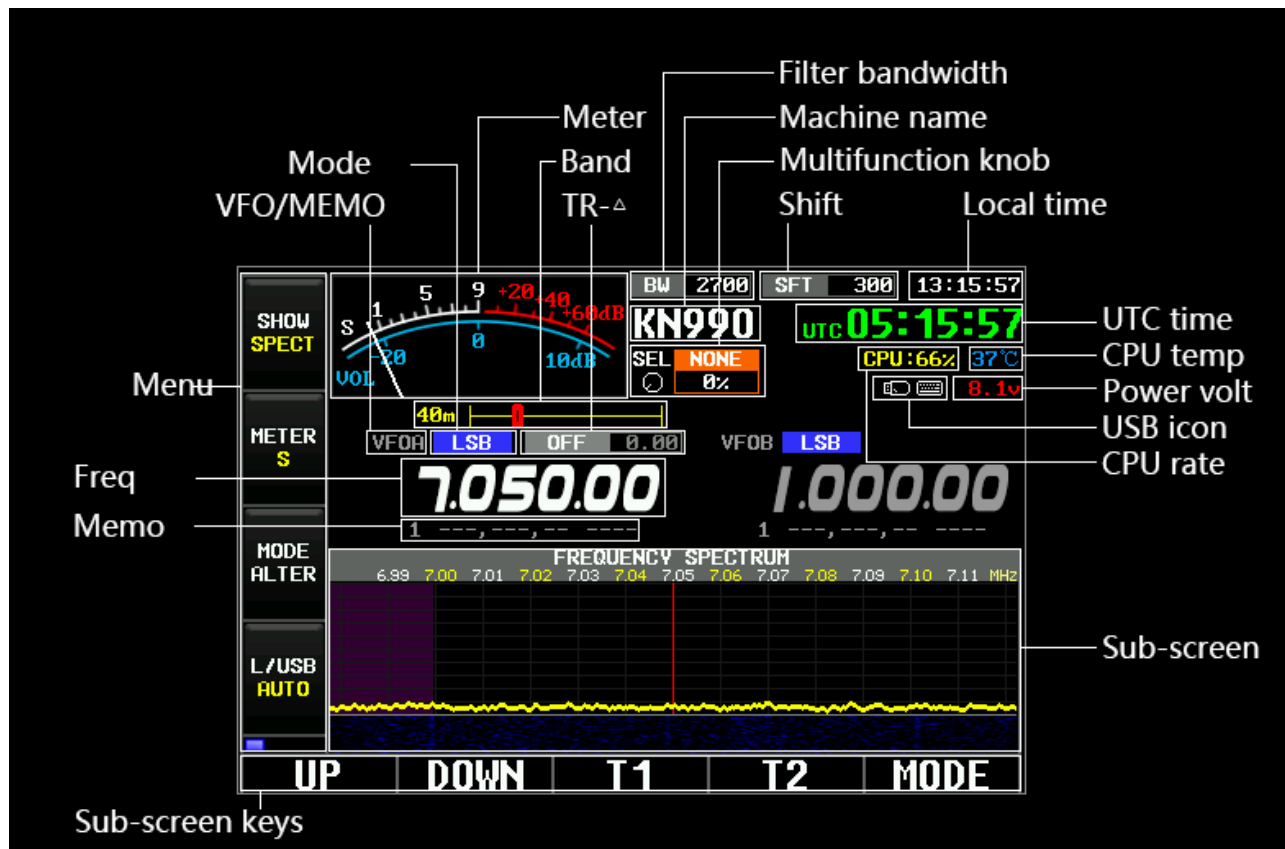 Filter bandwidth
Meter
Machine name
Mode
Band
Multifunction knob
VFO/MEMO
TR-△
Shift
Local time
BW 2700
SFT 300
13:15:57
SHOW
SPECT
S 1 5 9 +20 +40 +60dB
-20 0 10dB
VOL
KN990
UTC 05:15:57
UTC time
SEL NONE
0%
CPU:66%
37℃
CPU temp
Menu
8.1v
Power volt
40m
USB icon
METER
S
VFOA LSB OFF 0.00
VFOB LSB
CPU rate
Freq
7.050.00
1.000.00
Memo
1 ---,---,-- ----
1 ---,---,-- ----
MODE
ALTER
FREQUENCY SPECTRUM
6.99 7.00 7.01 7.02 7.03 7.04 7.05 7.06 7.07 7.08 7.09 7.10 7.11 MHz
Sub-screen
L/USB
AUTO
UP DOWN T1 T2 MODE
Sub-screen keys